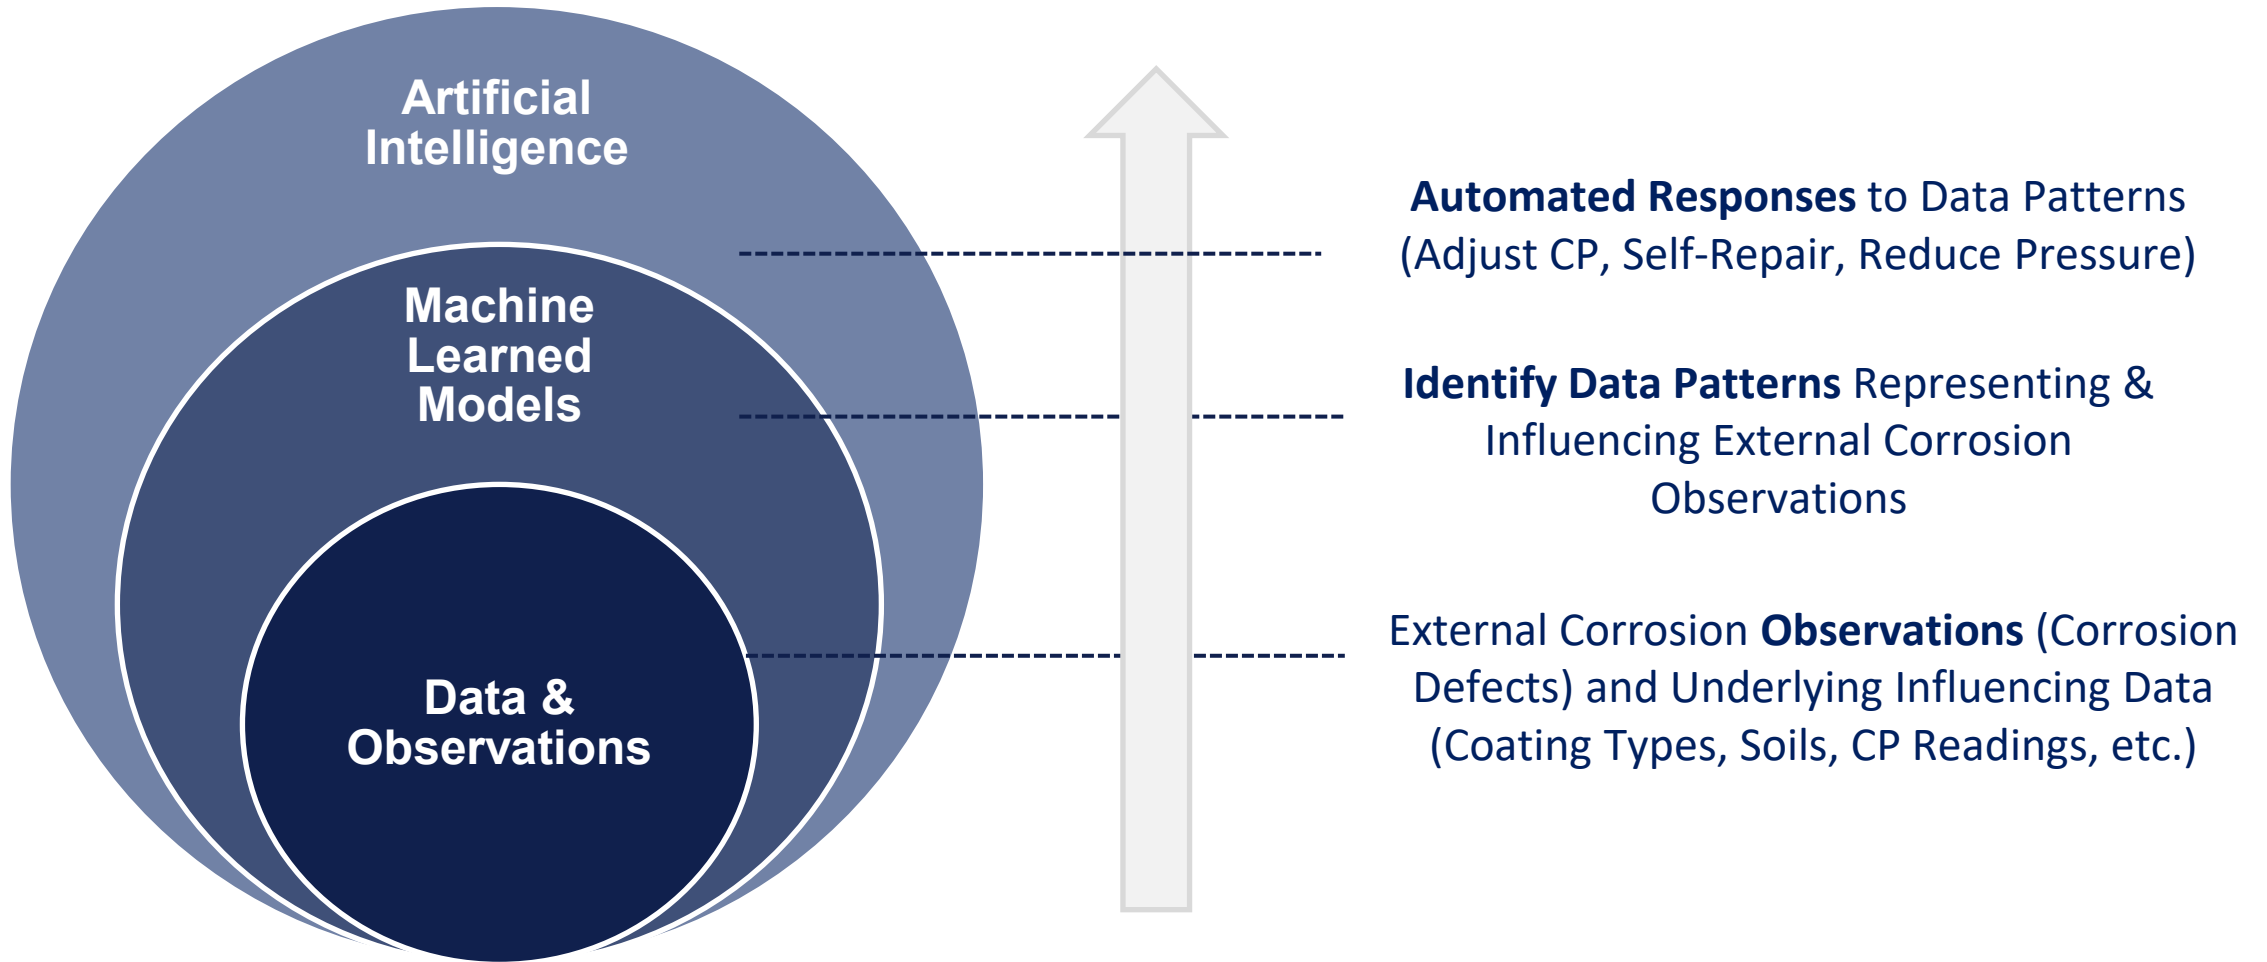 Artificial
Intelligence
Machine
Learned
Models
Data &
Observations
Automated Responses to Data Patterns
(Adjust CP, Self-Repair, Reduce Pressure)
Identify Data Patterns Representing &
Influencing External Corrosion
Observations
External Corrosion Observations (Corrosion
Defects) and Underlying Influencing Data
(Coating Types, Soils, CP Readings, etc.)